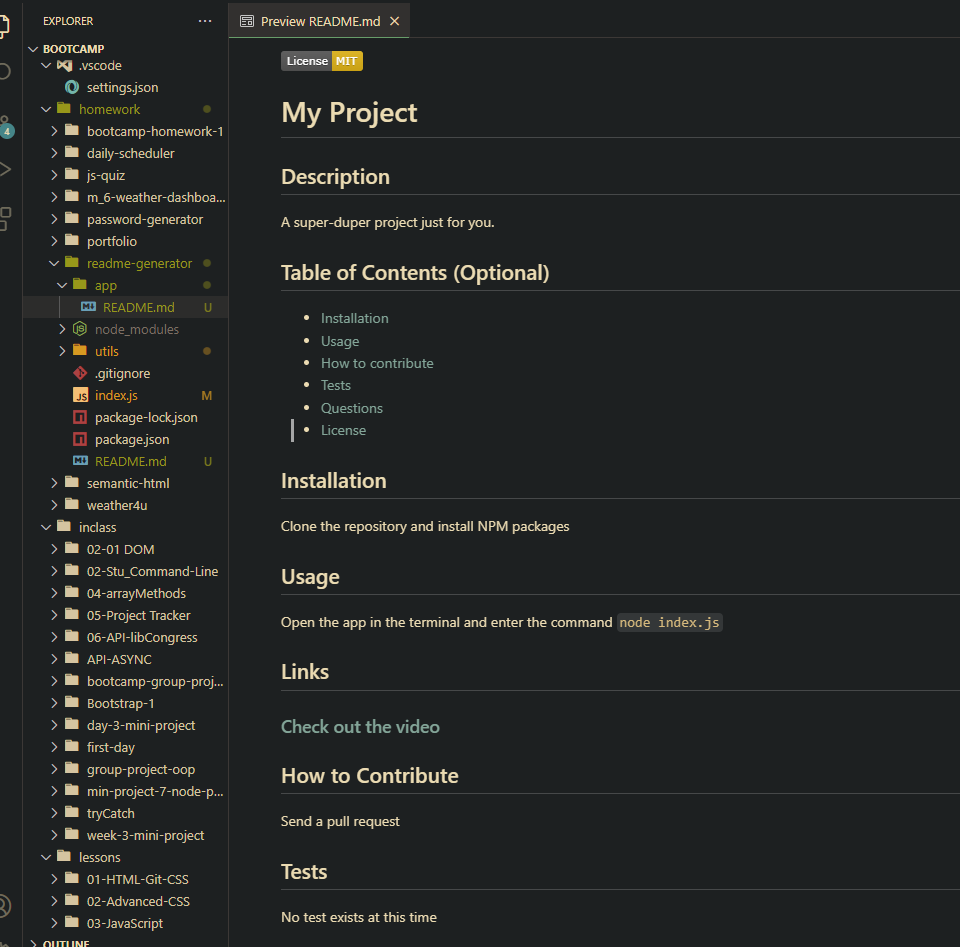 EXPLORER
···
BOOTCAMP
.vscode
settings.json
homework
4
bootcamp-homework-1
daily-scheduler
js-quiz
m_6-weather-dashboa...
password-generator
portfolio
readme-generator
app
README.md U
node_modules
utils
.gitignore
JS index.js M
package-lock.json
package.json
README.md U
semantic-html
weather4u
inclass
02-01 DOM
02-Stu_Command-Line
04-arrayMethods
05-Project Tracker
06-API-libCongress
API-ASYNC
bootcamp-group-proj...
Bootstrap-1
day-3-mini-project
first-day
group-project-oop
min-project-7-node-p...
tryCatch
week-3-mini-project
lessons
01-HTML-Git-CSS
02-Advanced-CSS
03-JavaScript
OUTLINE
Preview README.md
License MIT
My Project
Description
A super-duper project just for you.
Table of Contents (Optional)
• Installation
• Usage
• How to contribute
• Tests
• Questions
• License
Installation
Clone the repository and install NPM packages
Usage
Open the app in the terminal and enter the command node index.js
Links
Check out the video
How to Contribute
Send a pull request
Tests
No test exists at this time